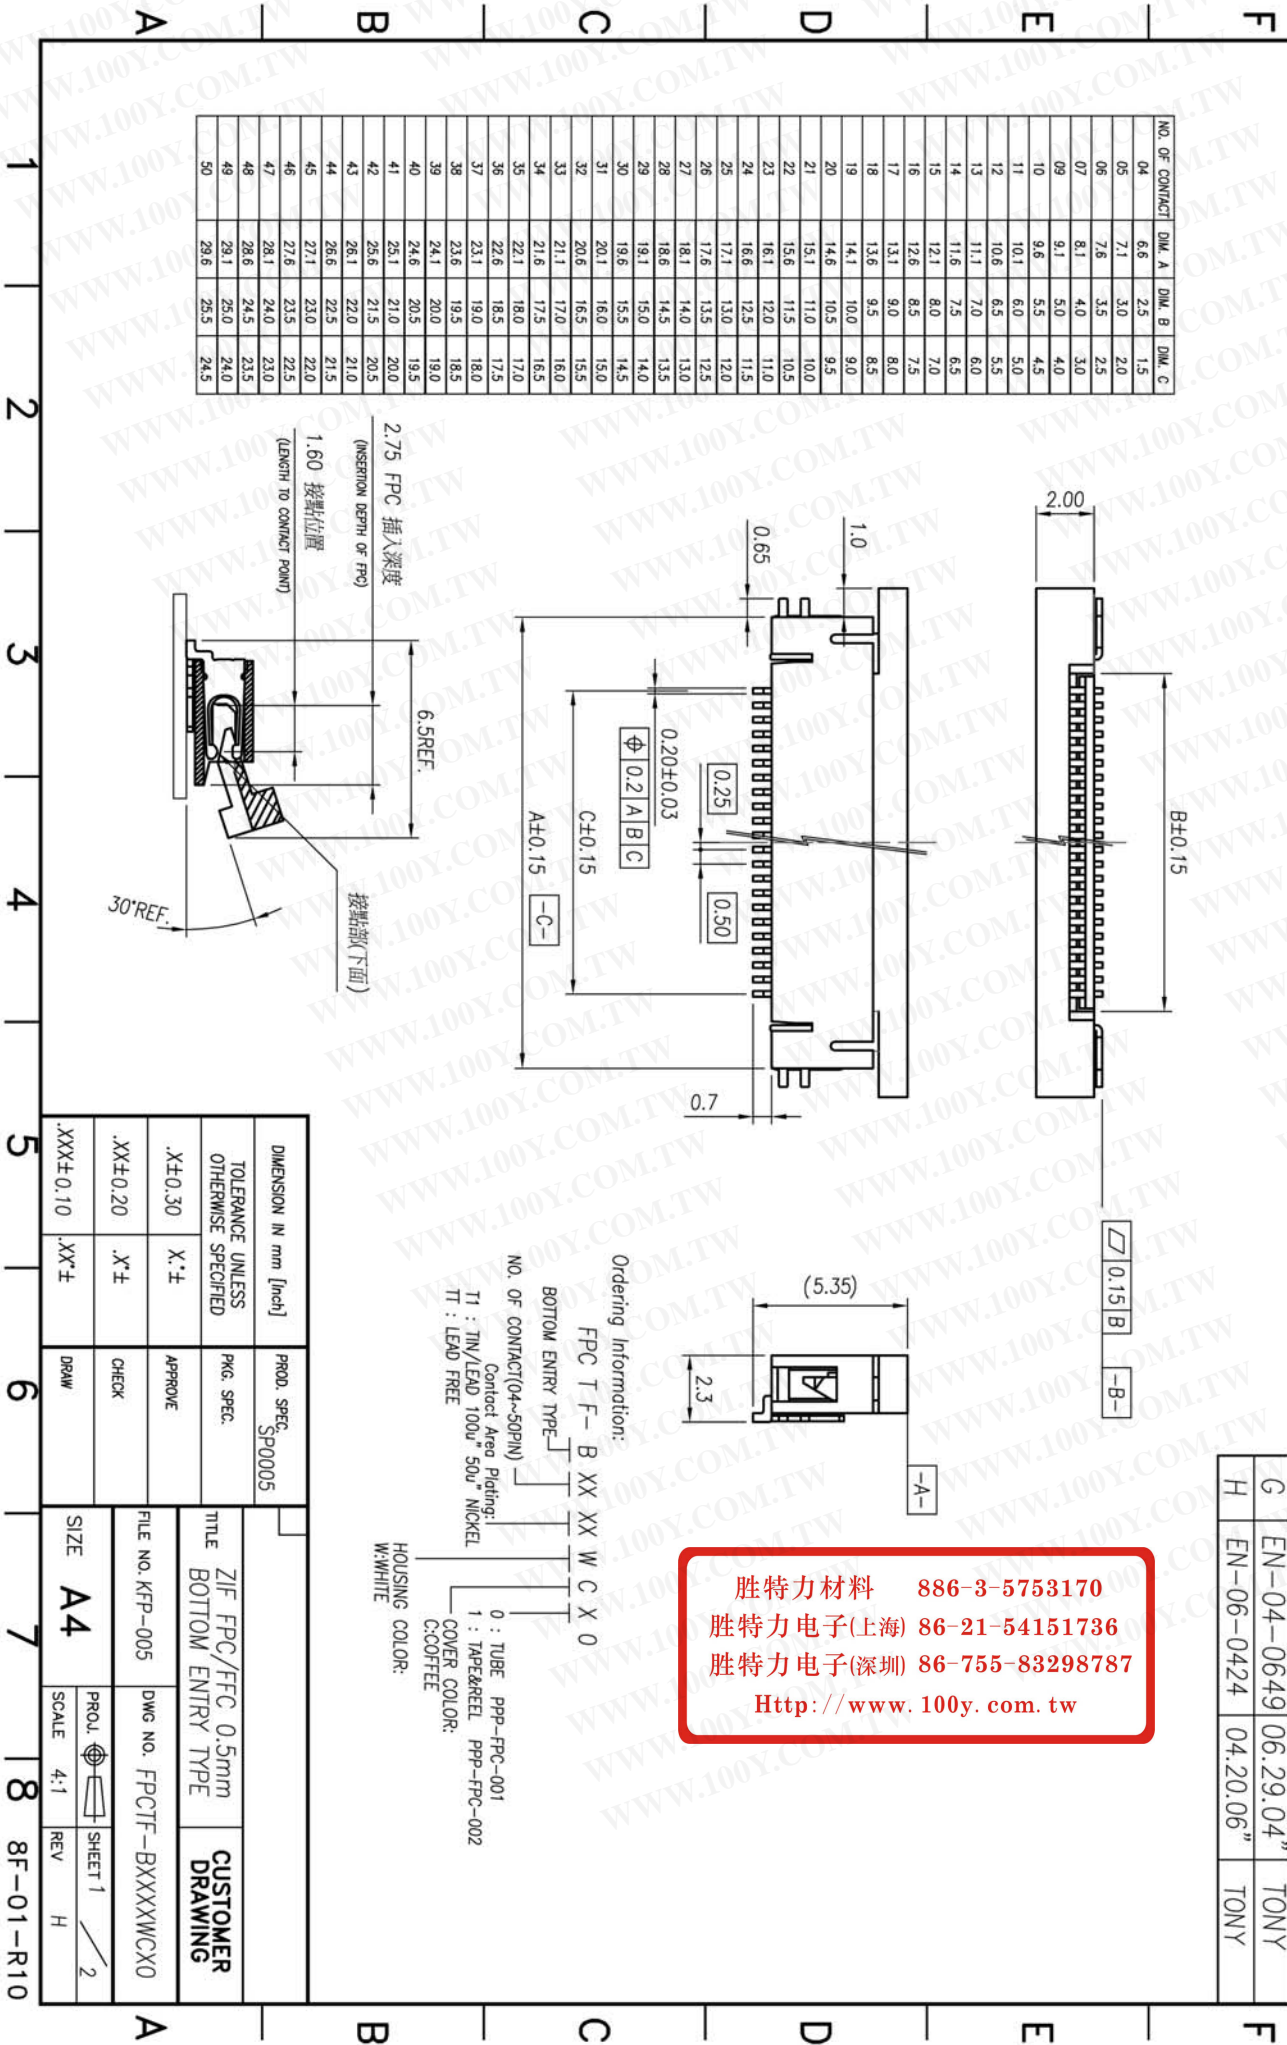 A
B
C
D
E
F
1
2
3
4
5
6
7
8
8F-01-R10
G EN-04-0649 06.29.04" TONY
H EN-06-0424 04.20.06" TONY
NO. OF CONTACT DIM. A DIM. B DIM. C
04 6.6 2.5 1.5
05 7.1 3.0 2.0
06 7.6 3.5 2.5
07 8.1 4.0 3.0
09 9.1 5.0 4.0
10 9.6 5.5 4.5
11 10.1 6.0 5.0
12 10.6 6.5 5.5
13 11.1 7.0 6.0
14 11.6 7.5 6.5
15 12.1 8.0 7.0
16 12.6 8.5 7.5
17 13.1 9.0 8.0
18 13.6 9.5 8.5
19 14.1 10.0 9.0
20 14.6 10.5 9.5
21 15.1 11.0 10.0
22 15.6 11.5 10.5
23 16.1 12.0 11.0
24 16.6 12.5 11.5
25 17.1 13.0 12.0
26 17.6 13.5 12.5
27 18.1 14.0 13.0
28 18.6 14.5 13.5
29 19.1 15.0 14.0
30 19.6 15.5 14.5
31 20.1 16.0 15.0
32 20.6 16.5 15.5
33 21.1 17.0 16.0
34 21.6 17.5 16.5
35 22.1 18.0 17.0
36 22.6 18.5 17.5
37 23.1 19.0 18.0
38 23.6 19.5 18.5
39 24.1 20.0 19.0
40 24.6 20.5 19.5
41 25.1 21.0 20.0
42 25.6 21.5 20.5
43 26.1 22.0 21.0
44 26.6 22.5 21.5
45 27.1 23.0 22.0
46 27.6 23.5 22.5
47 28.1 24.0 23.0
48 28.6 24.5 23.5
49 29.1 25.0 24.0
50 29.6 25.5 24.5
2.00
B±0.15
⏥ 0.15 B
-B-
1.0
0.65
0.25
0.50
0.20±0.03
⌖ 0.2 A B C
C±0.15
A±0.15 -C-
0.7
(5.35)
2.3
A
-A-
2.75 FPC 插入深度
(INSERTION DEPTH OF FPC)
1.60 接點位置
(LENGTH TO CONTACT POINT)
6.5REF.
接點部(下面)
30°REF.
Ordering Information:
FPC T F- B XX XX W C X 0
BOTTOM ENTRY TYPE
NO. OF CONTACT(04~50PIN)
Contact Area Plating:
T1 : TIN/LEAD 100u" 50u" NICKEL
TT : LEAD FREE
HOUSING COLOR:
W:WHITE
COVER COLOR:
C:COFFEE
0 : TUBE PPP-FPC-001
1 : TAPE&REEL PPP-FPC-002
胜特力材料 886-3-5753170
胜特力电子(上海) 86-21-54151736
胜特力电子(深圳) 86-755-83298787
Http://www.100y.com.tw
DIMENSION IN mm [Inch]
TOLERANCE UNLESS
OTHERWISE SPECIFIED
.X±0.30 X.°±
.XX±0.20 .X°±
.XXX±0.10 .XX°±
PROD. SPEC.
SP0005
PKG. SPEC.
APPROVE
CHECK
DRAW
TITLE ZIF FPC/FFC 0.5mm
BOTTOM ENTRY TYPE
CUSTOMER
DRAWING
FILE NO. KFP-005
DWG NO. FPCTF-BXXXXWCX0
SIZE A4
PROJ.
SHEET 1 / 2
SCALE 4:1
REV H
A
B
C
D
E
F
WWW.100Y.COM.TW